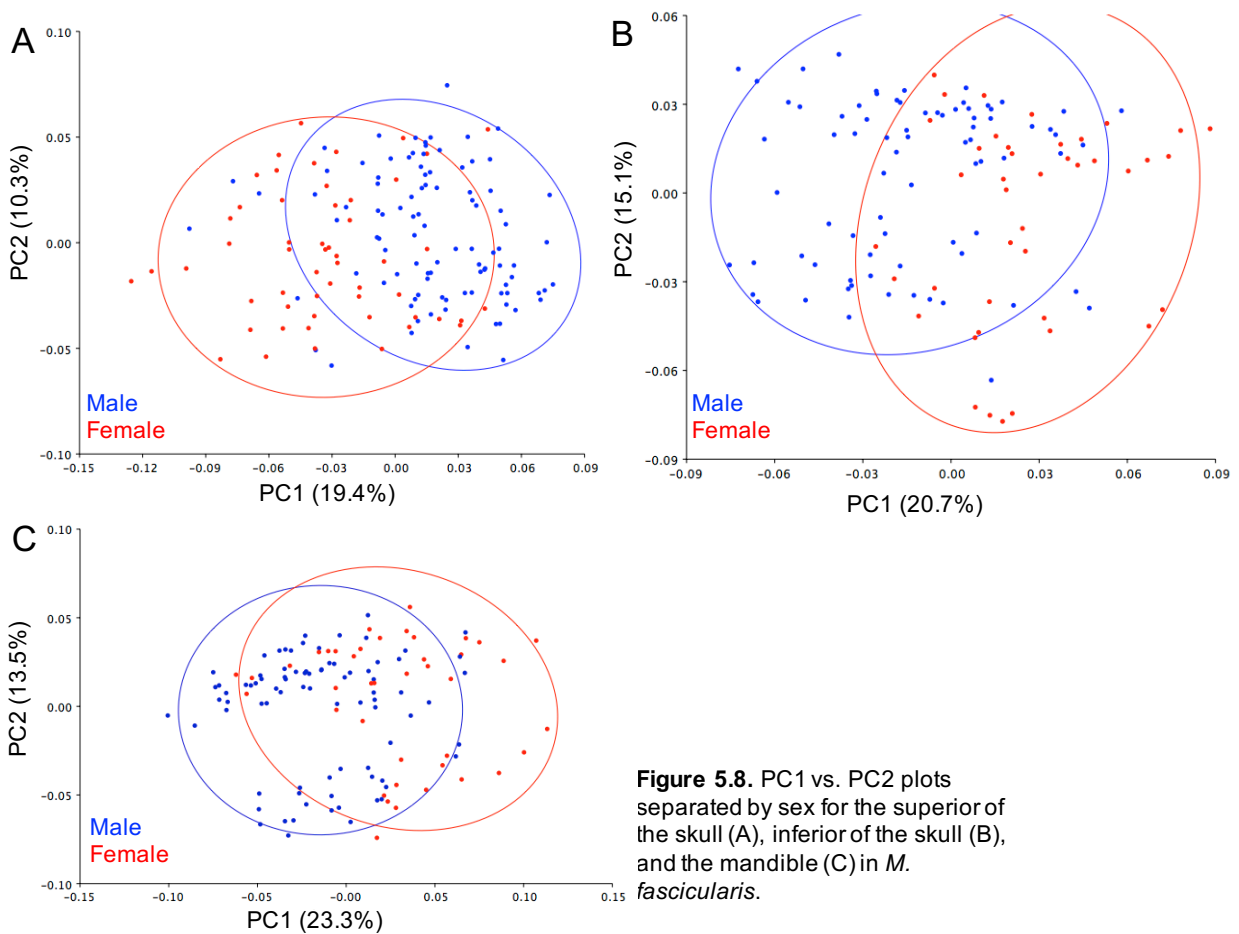 A
0.10
0.05
0.00
−0.05
−0.10
−0.15
−0.12
−0.09
−0.06
−0.03
0.00
0.03
0.06
0.09
PC2 (10.3%)
PC1 (19.4%)
Male
Female
B
0.06
0.03
0.00
−0.03
−0.06
−0.09
−0.09
−0.06
−0.03
0.00
0.03
0.06
0.09
PC2 (15.1%)
PC1 (20.7%)
Male
Female
C
0.10
0.05
0.00
−0.05
−0.10
−0.15
−0.10
−0.05
−0.00
0.05
0.10
0.15
PC2 (13.5%)
PC1 (23.3%)
Male
Female
Figure 5.8. PC1 vs. PC2 plots
separated by sex for the superior of
the skull (A), inferior of the skull (B),
and the mandible (C) in M.
fascicularis.